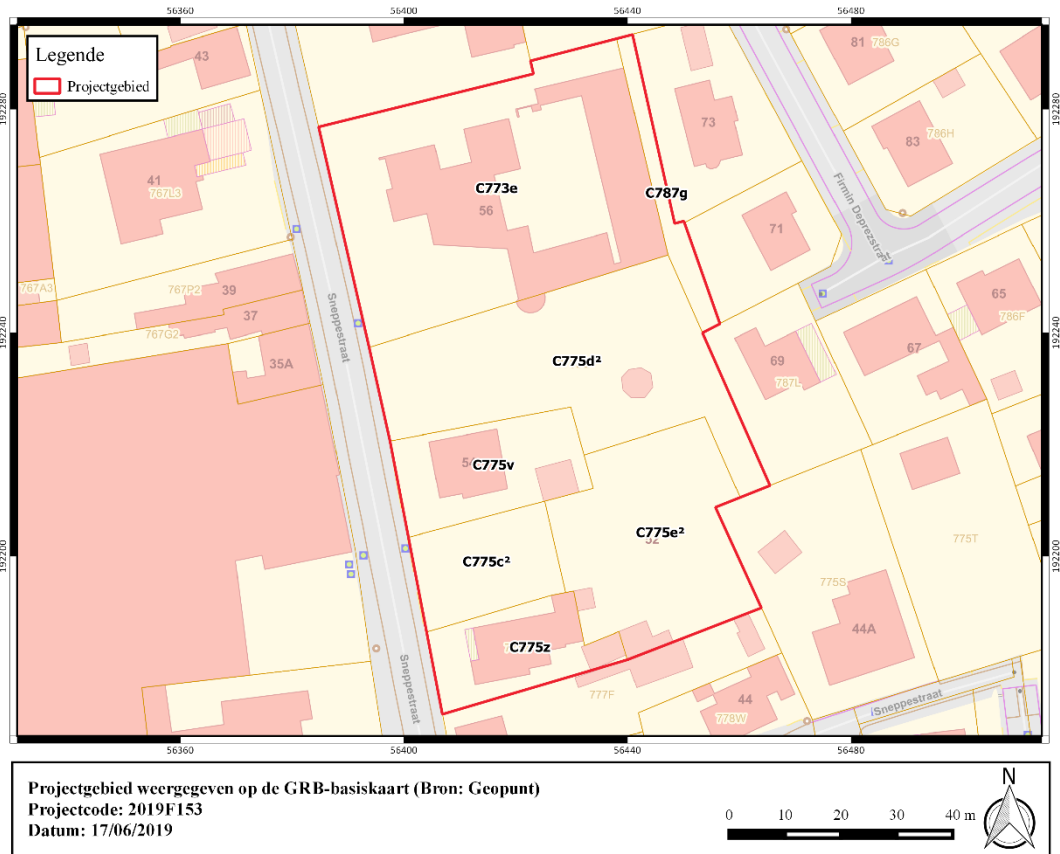 56360 56400 56440 56480
Legende
Projectgebied
43
81
786G
192280 192280
73
83
786H
41
767L3
C773e
56
C787g
Firmin Deprezstraat
71
767A3
767P2
39
37
767G2
Sneppestraat
65
786F
192240 192240
35A
C775d²
69
787L
67
C775v
C775e²
52
775T
192200 192200
C775c²
775S
44A
C775z
777F
44
778W
Sneppestraat
Sneppestraat
56360 56400 56440 56480
Projectgebied weergegeven op de GRB-basiskaart (Bron: Geopunt)
Projectcode: 2019F153
Datum: 17/06/2019
0 10 20 30 40 m
N